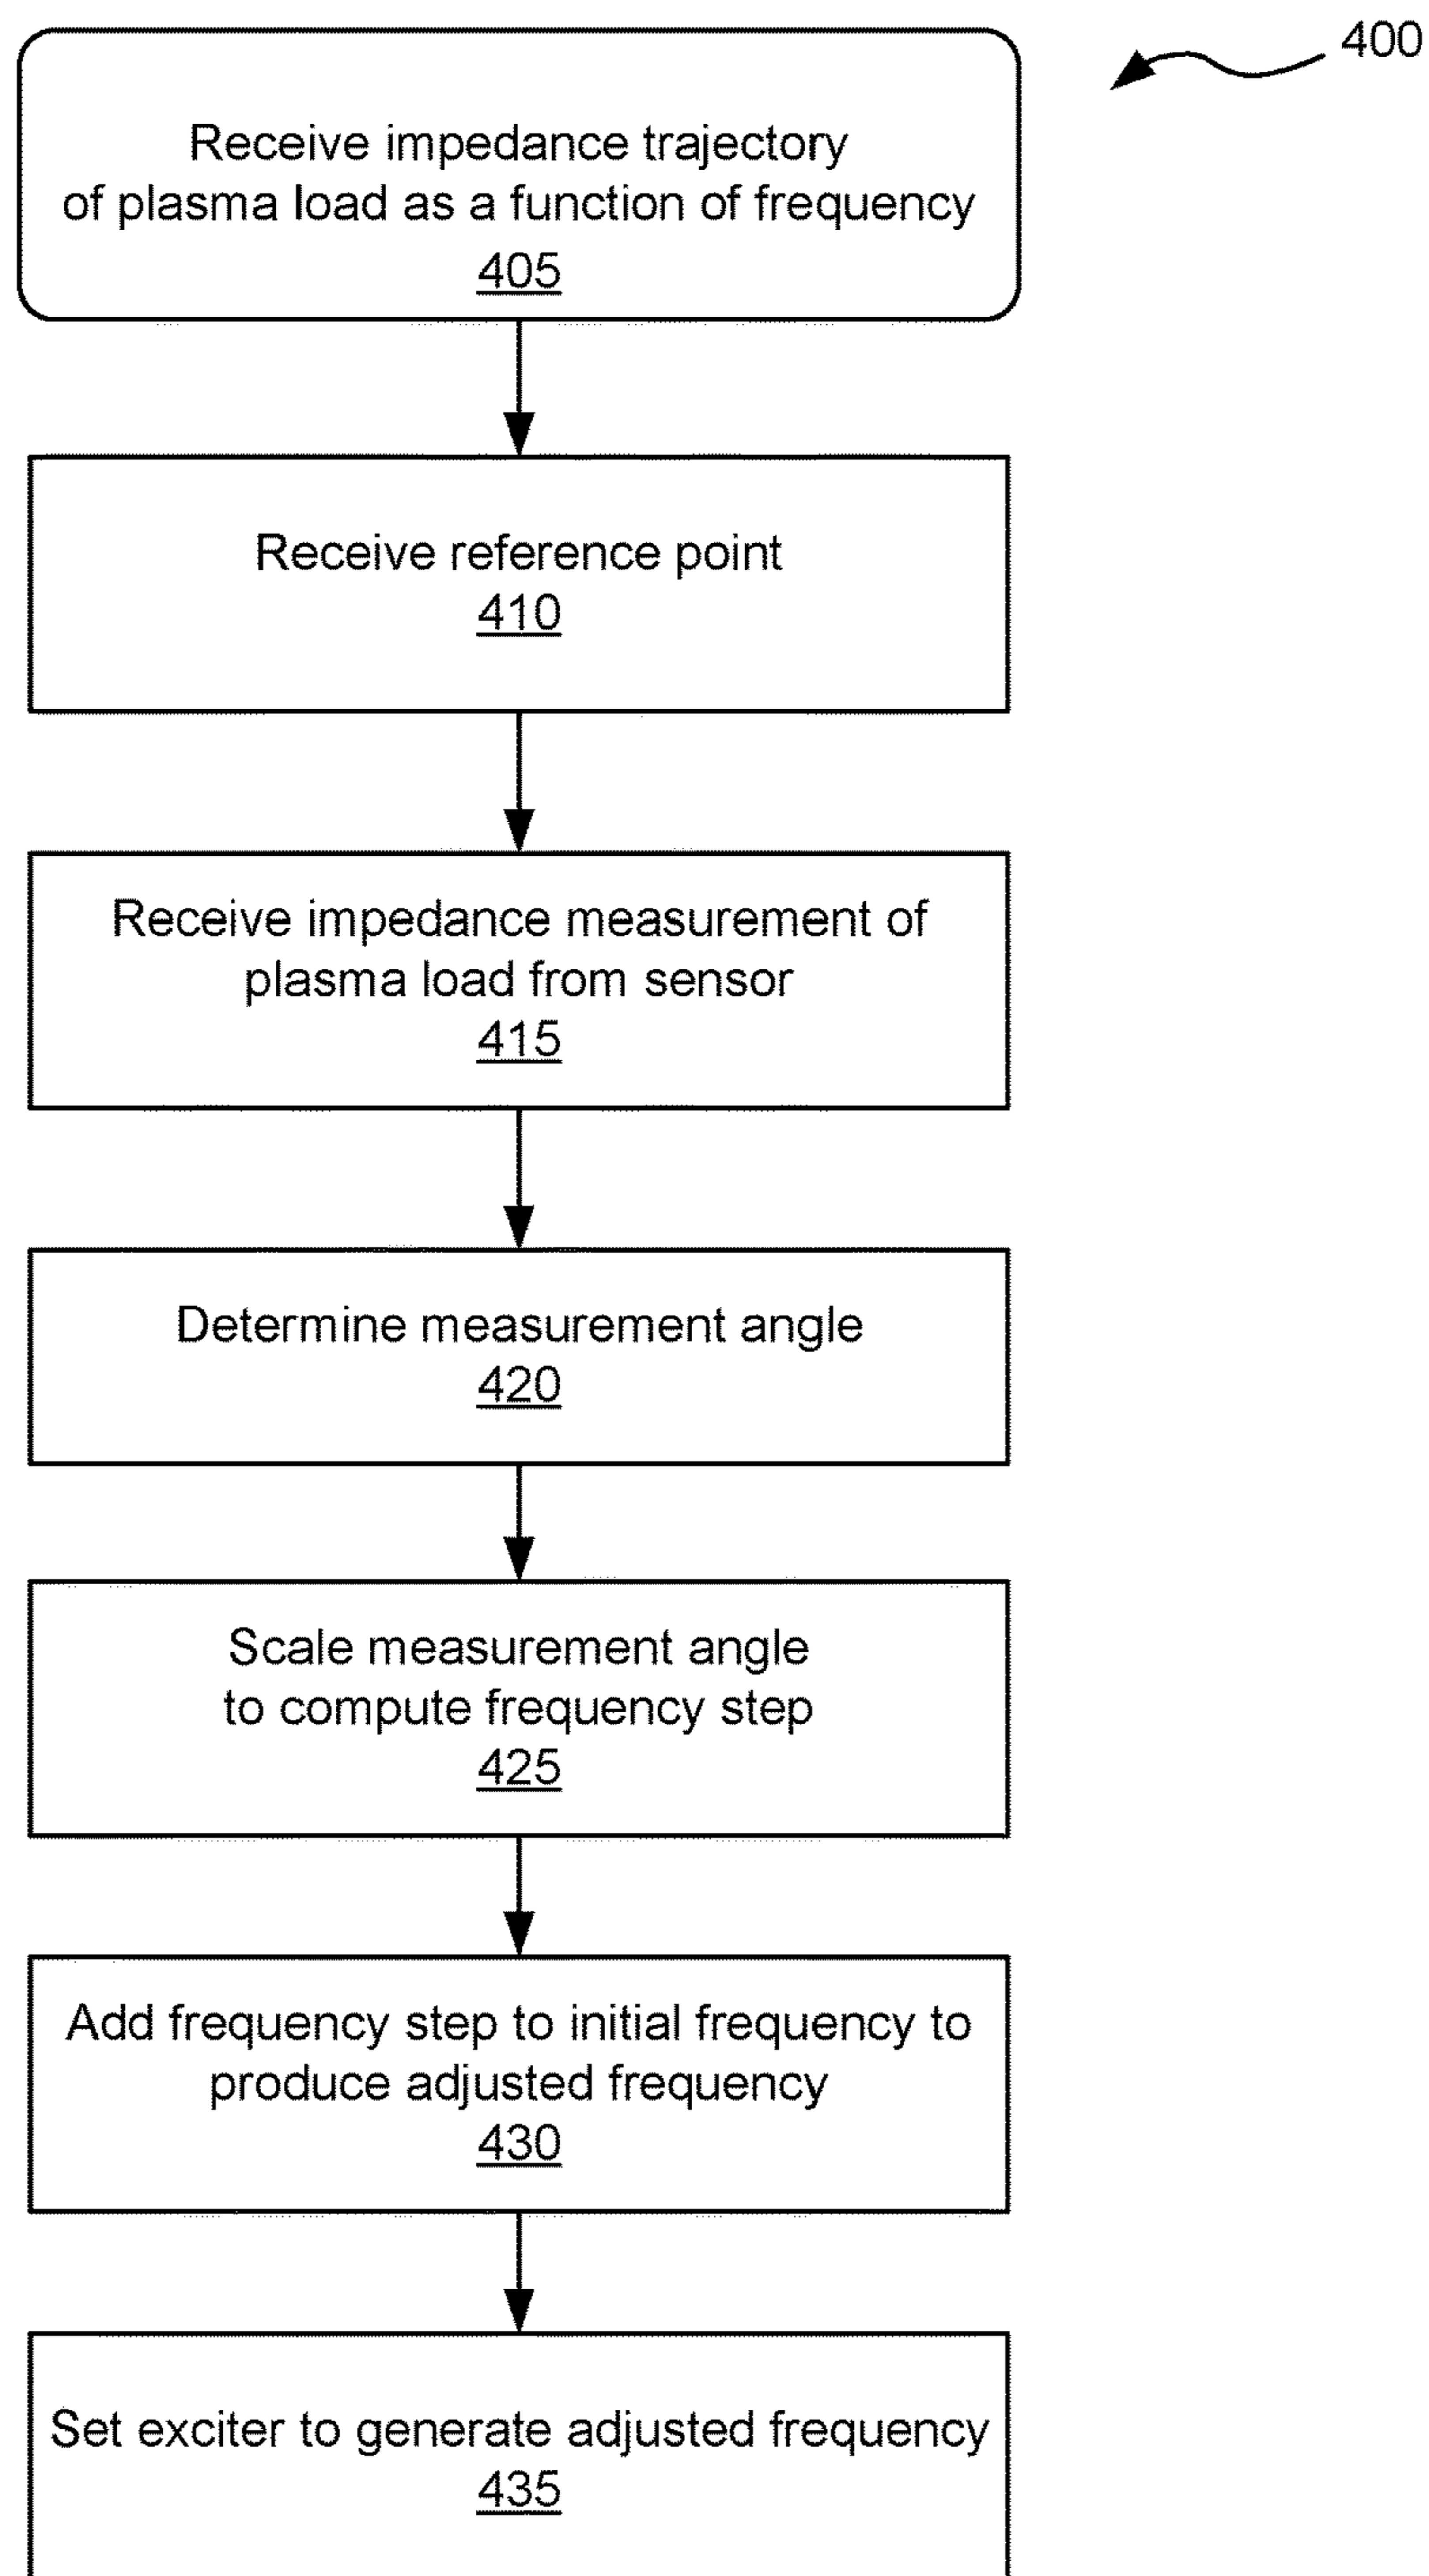 400
Receive impedance trajectory
of plasma load as a function of frequency
405
Receive reference point
410
Receive impedance measurement of
plasma load from sensor
415
Determine measurement angle
420
Scale measurement angle
to compute frequency step
425
Add frequency step to initial frequency to
produce adjusted frequency
430
Set exciter to generate adjusted frequency
435